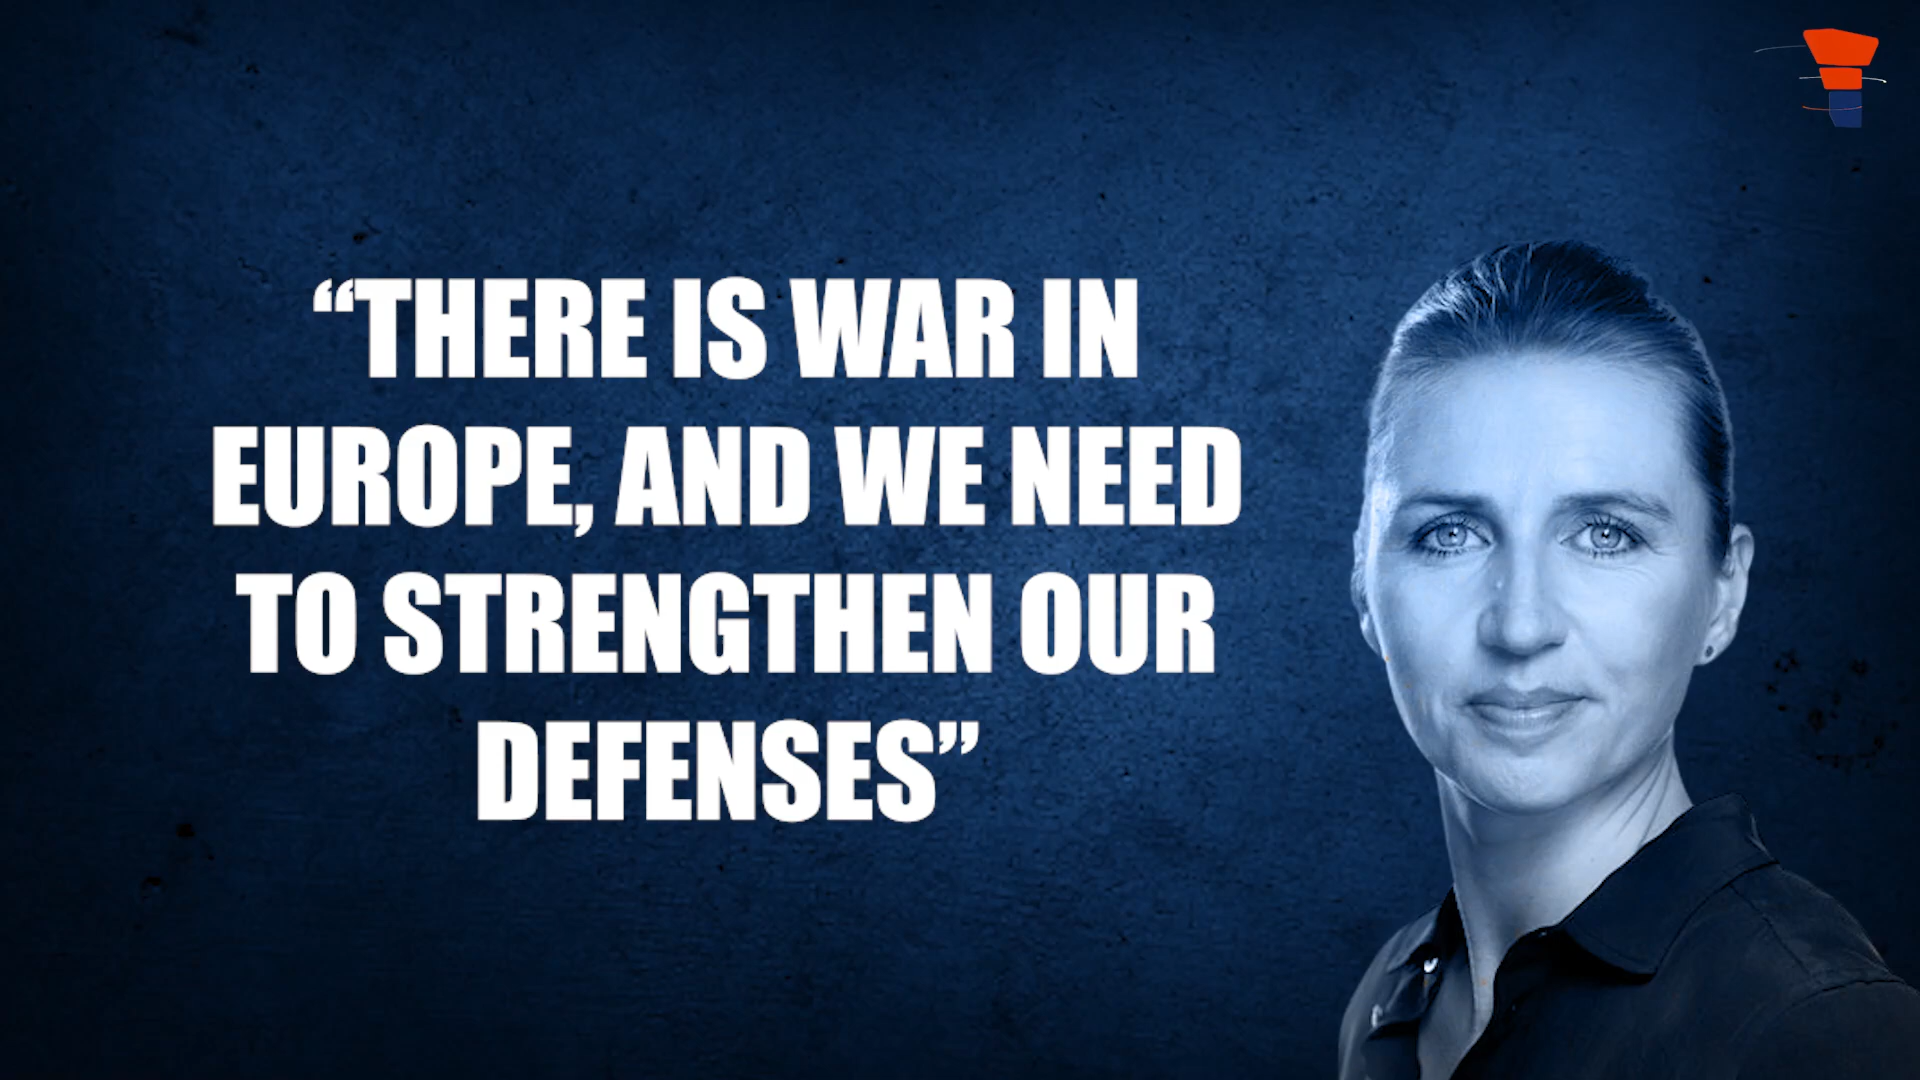 “THERE IS WAR IN
EUROPE, AND WE NEED
TO STRENGTHEN OUR
DEFENSES”